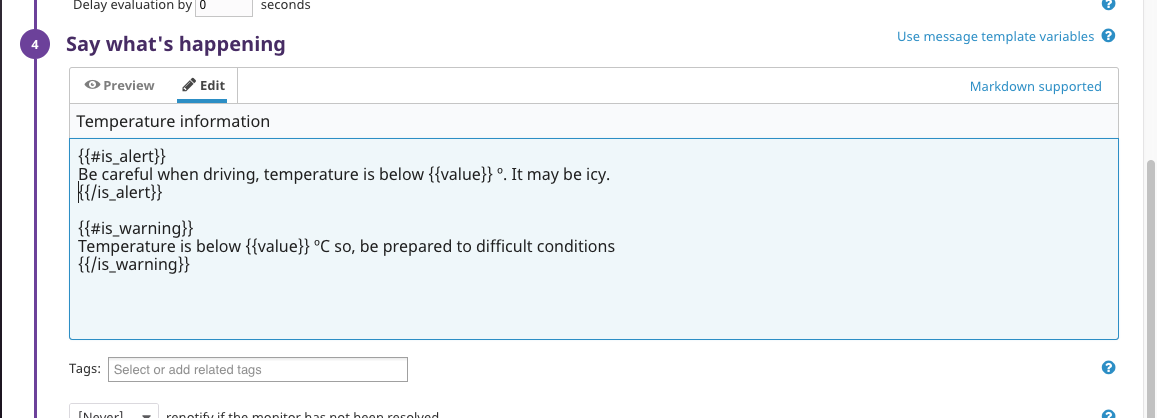 Delay evaluation by 0 seconds
4 Say what's happening
Use message template variables ?
Preview Edit
Markdown supported
Temperature information
{{#is_alert}}
Be careful when driving, temperature is below {{value}} º. It may be icy.
{{/is_alert}}
{{#is_warning}}
Temperature is below {{value}} ºC so, be prepared to difficult conditions
{{/is_warning}}
Tags: Select or add related tags ?
[Never] renotify if the monitor has not been resolved